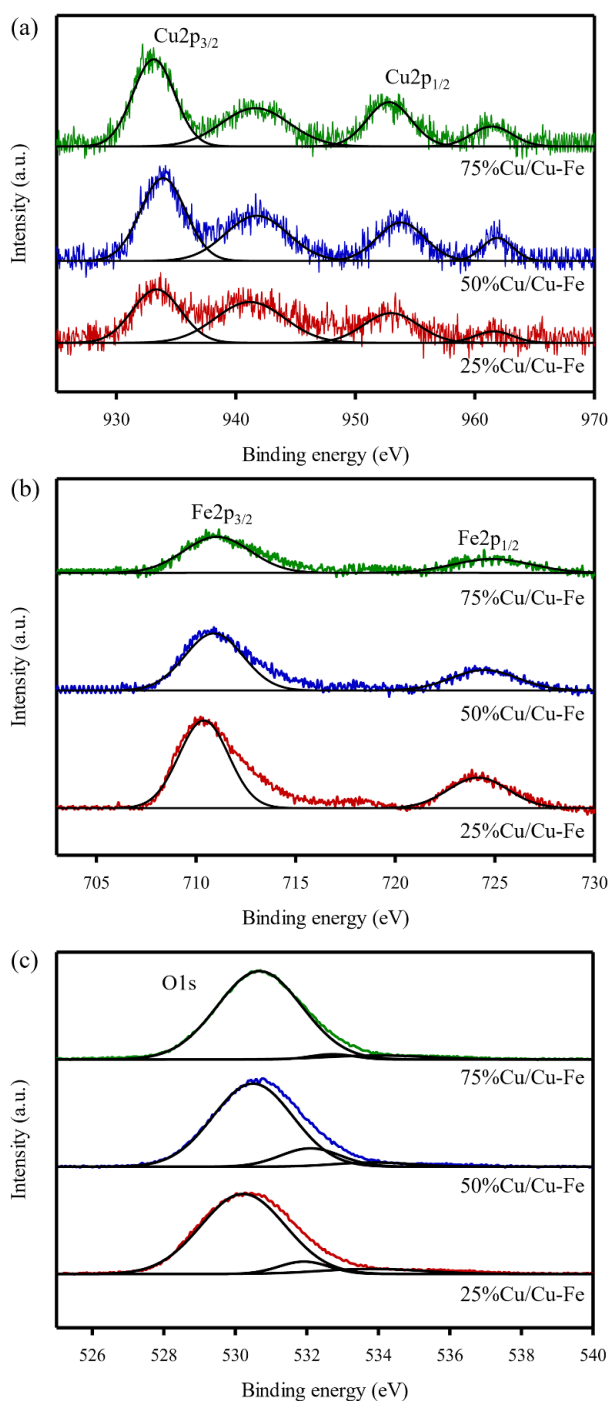 (a)
Cu2p3/2
Cu2p1/2
75%Cu/Cu-Fe
50%Cu/Cu-Fe
25%Cu/Cu-Fe
Intensity (a.u.)
930 940 950 960 970
Binding energy (eV)
(b)
Fe2p3/2
Fe2p1/2
75%Cu/Cu-Fe
50%Cu/Cu-Fe
25%Cu/Cu-Fe
Intensity (a.u.)
705 710 715 720 725 730
Binding energy (eV)
(c)
O1s
75%Cu/Cu-Fe
50%Cu/Cu-Fe
25%Cu/Cu-Fe
Intensity (a.u.)
526 528 530 532 534 536 538 540
Binding energy (eV)